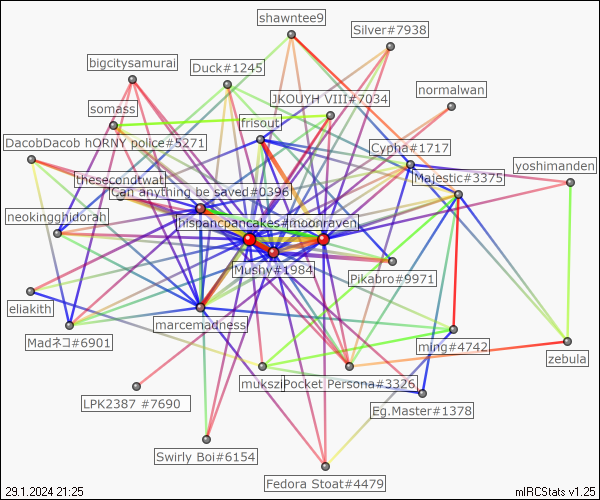 shawntee9
Silver#7938
bigcitysamurai
Duck#1245
normalwan
JKOUYH VIII#7034
somass
frisout
DacobDacob hORNY police#5271
Cypha#1717
yoshimanden
thesecondtwat
Majestic#3375
Can anything be saved#0396
neokingghidorah
hispancpancakes#
moonraven
Mushy#1984
Pikabro#9971
eliakith
marcemadness
Madネコ#6901
ming#4742
zebula
mukszi
Pocket Persona#3326
LPK2387 #7690
Eg.Master#1378
Swirly Boi#6154
Fedora Stoat#4479
29.1.2024 21:25
mIRCStats v1.25